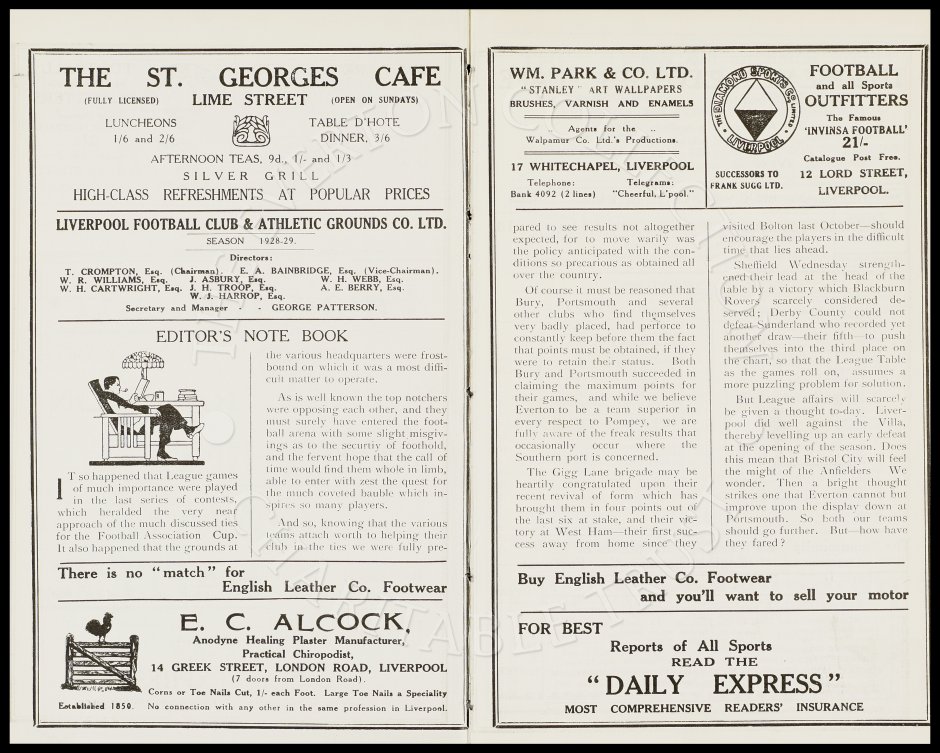 THE ST. GEORGES CAFE
(FULLY LICENSED) LIME STREET (OPEN ON SUNDAYS)
LUNCHEONS
1/6 and 2/6
TABLE D'HOTE
DINNER, 3/6
AFTERNOON TEAS, 9d., 1/- and 1/3
SILVER GRILL
HIGH-CLASS REFRESHMENTS AT POPULAR PRICES
LIVERPOOL FOOTBALL CLUB & ATHLETIC GROUNDS CO. LTD.
SEASON 1928-29.
Directors:
T. CROMPTON, Esq. (Chairman). E. A. BAINBRIDGE, Esq. (Vice-Chairman).
W. R. WILLIAMS, Esq. J. ASBURY, Esq. W. H. WEBB, Esq.
W. H. CARTWRIGHT, Esq. J. H. TROOP, Esq. A. E. BERRY, Esq.
W. J. HARROP, Esq.
Secretary and Manager - - GEORGE PATTERSON.
EDITOR'S NOTE BOOK
IT so happened that League games
of much importance were played
in the last series of contests,
which heralded the very near
approach of the much discussed ties
for the Football Association Cup.
It also happened that the grounds at
the various headquarters were frost-
bound on which it was a most diffi-
cult matter to operate.
As is well known the top notchers
were opposing each other, and they
must surely have entered the foot-
ball arena with some slight misgiv-
ings as to the security of foothold,
and the fervent hope that the call of
time would find them whole in limb,
able to enter with zest the quest for
the much coveted bauble which in-
spires so many players.
And so, knowing that the various
teams attach worth to helping their
club in the ties we were fully pre-
There is no "match" for
English Leather Co. Footwear
E. C. ALCOCK,
Anodyne Healing Plaster Manufacturer,
Practical Chiropodist,
14 GREEK STREET, LONDON ROAD, LIVERPOOL
(7 doors from London Road).
Corns or Toe Nails Cut, 1/- each Foot. Large Toe Nails a Speciality
Established 1850. No connection with any other in the same profession in Liverpool.
WM. PARK & CO. LTD.
"STANLEY" ART WALLPAPERS
BRUSHES, VARNISH AND ENAMELS
.. Agents for the ..
Walpamur Co. Ltd.'s Productions.
17 WHITECHAPEL, LIVERPOOL
Telephone: Telegrams:
Bank 4092 (2 lines) "Cheerful, L'pool."
THE DIAMOND SPORTS CO LIMITED
LIVERPOOL
SUCCESSORS TO
FRANK SUGG LTD.
FOOTBALL
and all Sports
OUTFITTERS
The Famous
'INVINSA FOOTBALL'
21/-
Catalogue Post Free.
12 LORD STREET,
LIVERPOOL.
pared to see results not altogether
expected, for to move warily was
the policy anticipated with the con-
ditions so precarious as obtained all
over the country.
Of course it must be reasoned that
Bury, Portsmouth and several
other clubs who find themselves
very badly placed, had perforce to
constantly keep before them the fact
that points must be obtained, if they
were to retain their status. Both
Bury and Portsmouth succeeded in
claiming the maximum points for
their games, and while we believe
Everton to be a team superior in
every respect to Pompey, we are
fully aware of the freak results that
occasionally occur where the
Southern port is concerned.
The Gigg Lane brigade may be
heartily congratulated upon their
recent revival of form which has
brought them in four points out of
the last six at stake, and their vic-
tory at West Ham—their first suc-
cess away from home since they
visited Bolton last October—should
encourage the players in the difficult
time that lies ahead.
Sheffield Wednesday strength-
ened their lead at the head of the
table by a victory which Blackburn
Rovers scarcely considered de-
served; Derby County could not
defeat Sunderland who recorded yet
another draw—their fifth—to push
themselves into the third place on
the chart, so that the League Table
as the games roll on, assumes a
more puzzling problem for solution.
But League affairs will scarcely
be given a thought to-day. Liver-
pool did well against the Villa,
thereby levelling up an early defeat
at the opening of the season. Does
this mean that Bristol City will feel
the might of the Anfielders We
wonder. Then a bright thought
strikes one that Everton cannot but
improve upon the display down at
Portsmouth. So both our teams
should go further. But—how have
they fared?
Buy English Leather Co. Footwear
and you'll want to sell your motor
FOR BEST
Reports of All Sports
READ THE
"DAILY EXPRESS"
MOST COMPREHENSIVE READERS' INSURANCE